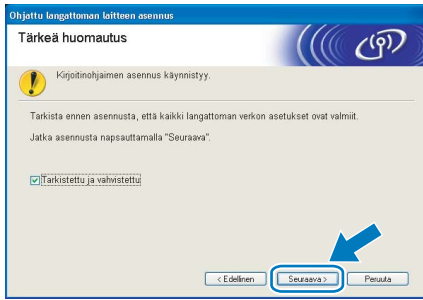 Ohjattu langattoman laitteen asennus
Tärkeä huomautus
Kirjoitinohjaimen asennus käynnistyy.
Tarkista ennen asennusta, että kaikki langattoman verkon asetukset ovat valmiit.
Jatka asennusta napsauttamalla "Seuraava".
Tarkistettu ja vahvistettu
< Edellinen
Seuraava >
Peruuta